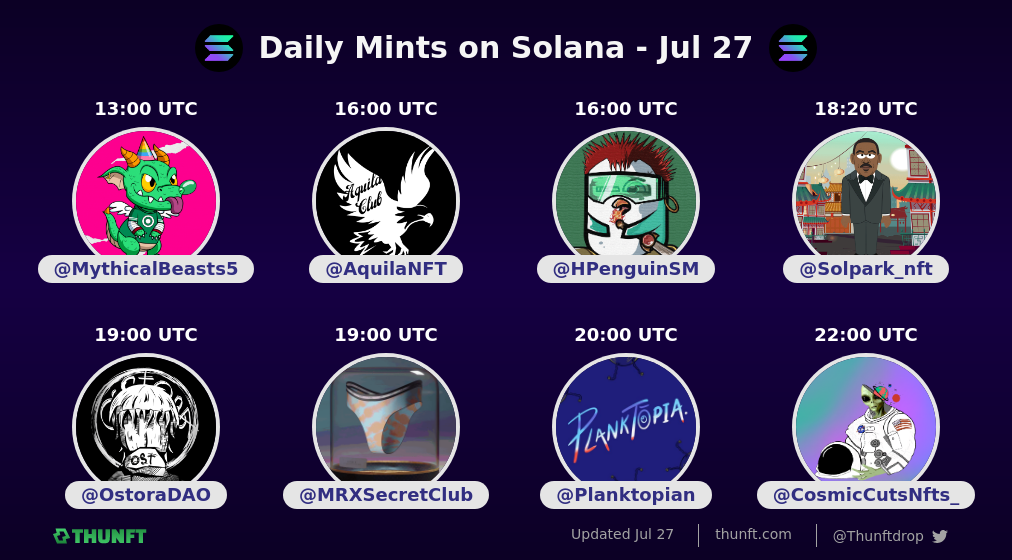 Daily Mints on Solana - Jul 27
13:00 UTC
16:00 UTC
16:00 UTC
18:20 UTC
Aquila
Club
@MythicalBeasts5
@AquilaNFT
@HPenguinSM
@Solpark_nft
19:00 UTC
19:00 UTC
20:00 UTC
22:00 UTC
PLANKTOPIA.
OST
@OstoraDAO
@MRXSecretClub
@Planktopian
@CosmicCutsNfts_
THUNFT
Updated Jul 27
thunft.com
@Thunftdrop